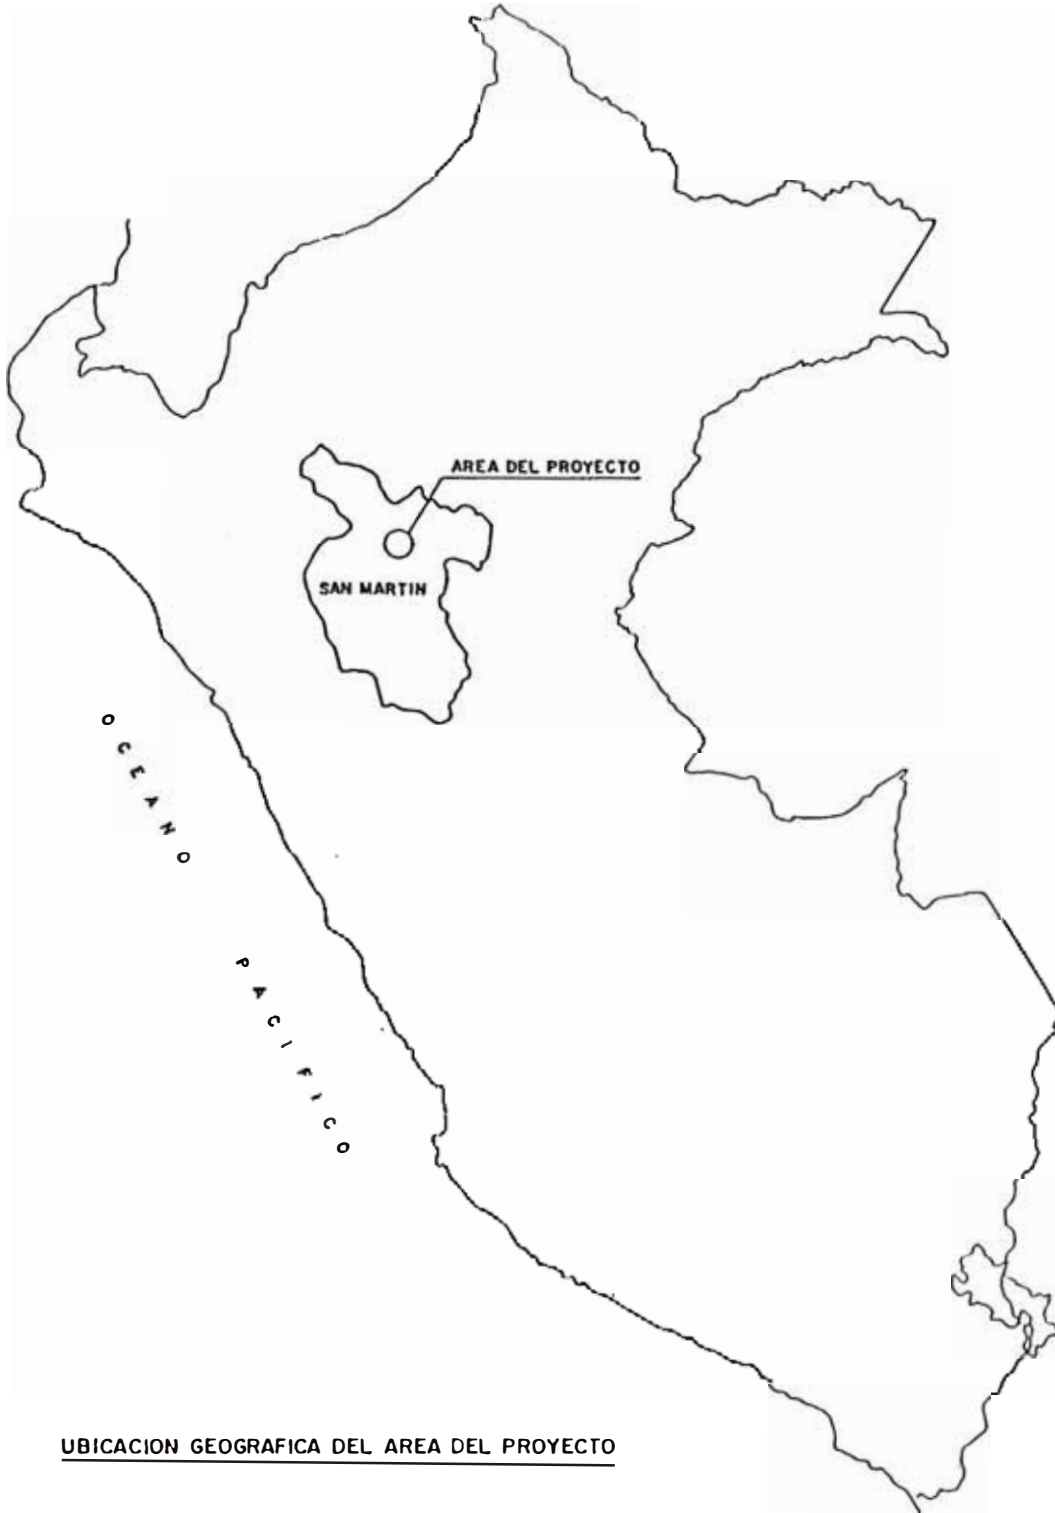 AREA DEL PROYECTO
SAN MARTIN
OCEANO
PACIFICO
UBICACION GEOGRAFICA DEL AREA DEL PROYECTO